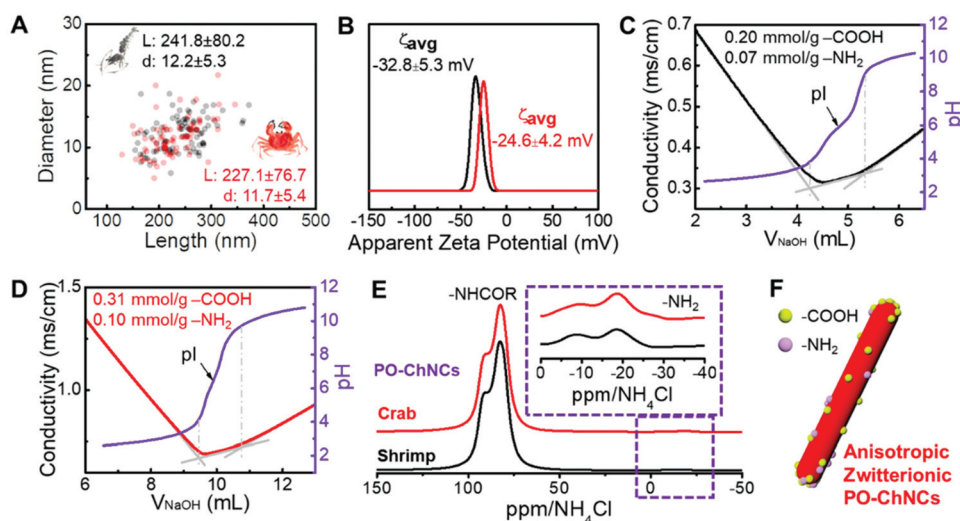 A
Diameter (nm)
30
20
10
0
L: 241.8±80.2
d: 12.2±5.3
L: 227.1±76.7
d: 11.7±5.4
100 200 300 400 500
Length (nm)
B
ζavg
-32.8±5.3 mV
ζavg
-24.6±4.2 mV
-150 -100 -50 0 50 100
Apparent Zeta Potential (mV)
C
Conductivity (ms/cm)
0.7
0.6
0.5
0.4
0.3
0.20 mmol/g –COOH
0.07 mmol/g –NH₂
pI
12
10
8
6
4
2
pH
2 3 4 5 6
VNaOH (mL)
D
Conductivity (ms/cm)
1.5
1.0
0.31 mmol/g –COOH
0.10 mmol/g –NH₂
pI
12
10
8
6
4
2
0
pH
6 8 10 12
VNaOH (mL)
E
-NHCOR
PO-ChNCs
Crab
Shrimp
-NH₂
0 -10 -20 -30 -40
ppm/NH₄Cl
150 100 50 0 -50
ppm/NH₄Cl
F
-COOH
-NH₂
Anisotropic
Zwitterionic
PO-ChNCs